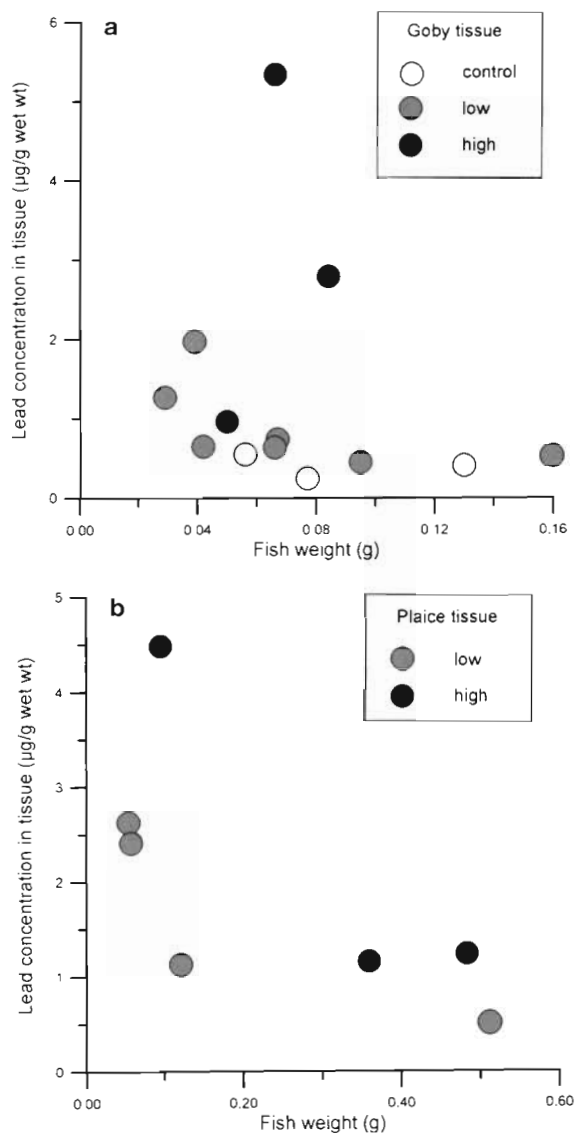 a
Goby tissue
control
low
high
Lead concentration in tissue (µg/g wet wt)
6
4
2
0
0 00 0 04 0 08 0 12 0.16
Fish weight (g)
b
Plaice tissue
low
high
Lead concentration in tissue (µg/g wet wt)
5
4
3
2
1
0
0 00 0.20 0.40 0.60
Fish weight (g)